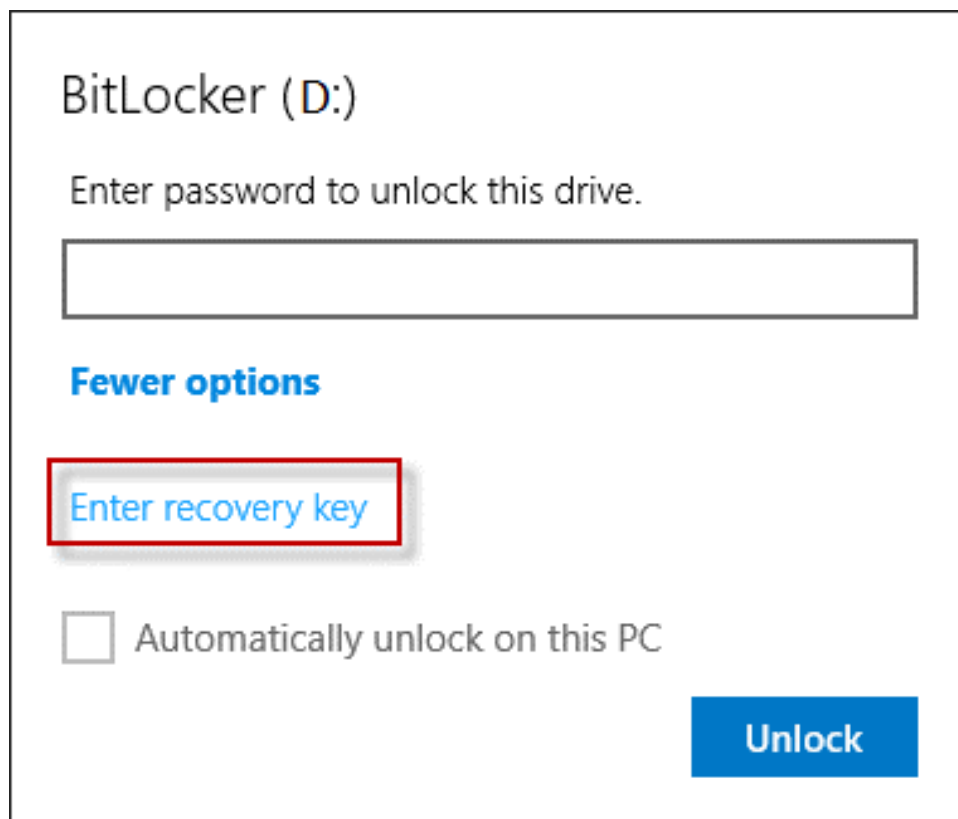 BitLocker (D:)
Enter password to unlock this drive.
Fewer options
Enter recovery key
Automatically unlock on this PC
Unlock